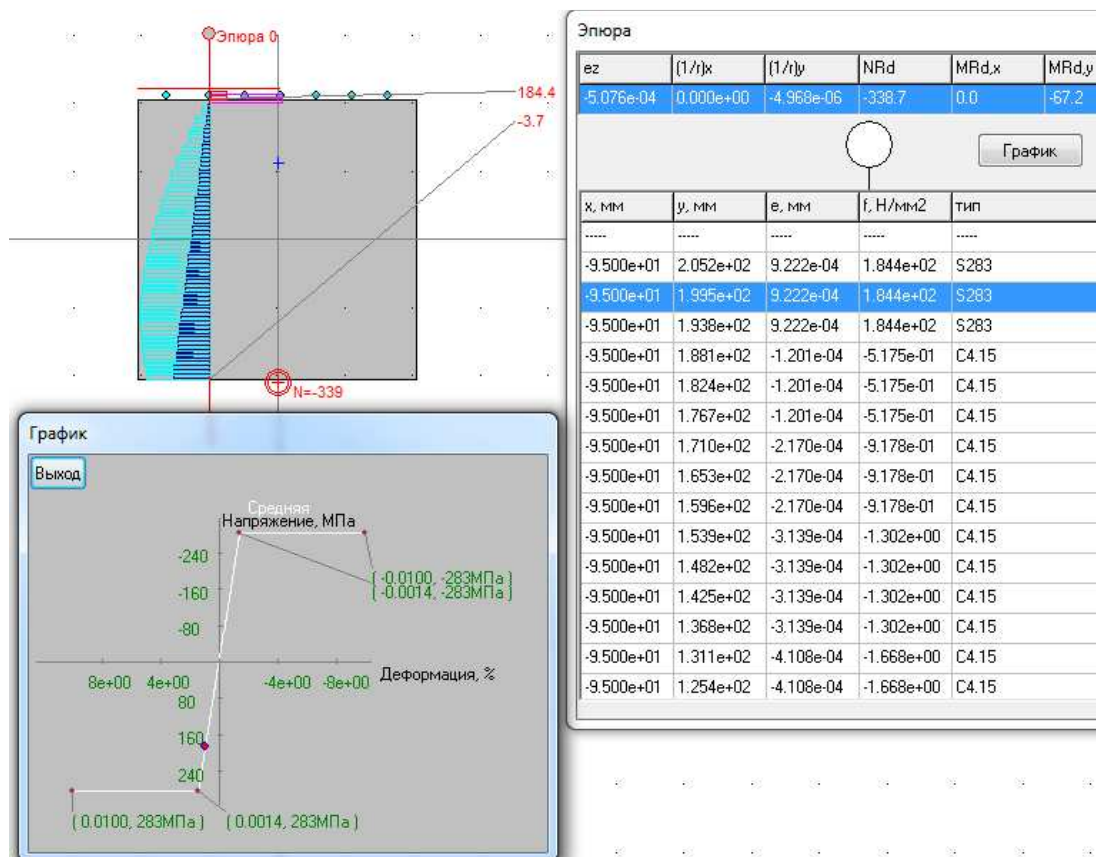 Эпюра 0
184.4
-3.7
N=-339
Эпюра
ez (1/r)x (1/r)y NRd MRd,x MRd,y
-5.076e-04 0.000e+00 -4.968e-06 -338.7 0.0 -67.2
График
x, мм y, мм e, мм f, Н/мм2 тип
----- ----- ----- ----- -----
-9.500e+01 2.052e+02 9.222e-04 1.844e+02 S283
-9.500e+01 1.995e+02 9.222e-04 1.844e+02 S283
-9.500e+01 1.938e+02 9.222e-04 1.844e+02 S283
-9.500e+01 1.881e+02 -1.201e-04 -5.175e-01 C4.15
-9.500e+01 1.824e+02 -1.201e-04 -5.175e-01 C4.15
-9.500e+01 1.767e+02 -1.201e-04 -5.175e-01 C4.15
-9.500e+01 1.710e+02 -2.170e-04 -9.178e-01 C4.15
-9.500e+01 1.653e+02 -2.170e-04 -9.178e-01 C4.15
-9.500e+01 1.596e+02 -2.170e-04 -9.178e-01 C4.15
-9.500e+01 1.539e+02 -3.139e-04 -1.302e+00 C4.15
-9.500e+01 1.482e+02 -3.139e-04 -1.302e+00 C4.15
-9.500e+01 1.425e+02 -3.139e-04 -1.302e+00 C4.15
-9.500e+01 1.368e+02 -3.139e-04 -1.302e+00 C4.15
-9.500e+01 1.311e+02 -4.108e-04 -1.668e+00 C4.15
-9.500e+01 1.254e+02 -4.108e-04 -1.668e+00 C4.15
График
Выход
Средняя
Напряжение, МПа
-240
(-0.0100, -283МПа)
-160
(-0.0014, -283МПа)
-80
Деформация, %
8e+00 4e+00 -4e+00 -8e+00
80
160
240
(0.0100, 283МПа) (0.0014, 283МПа)